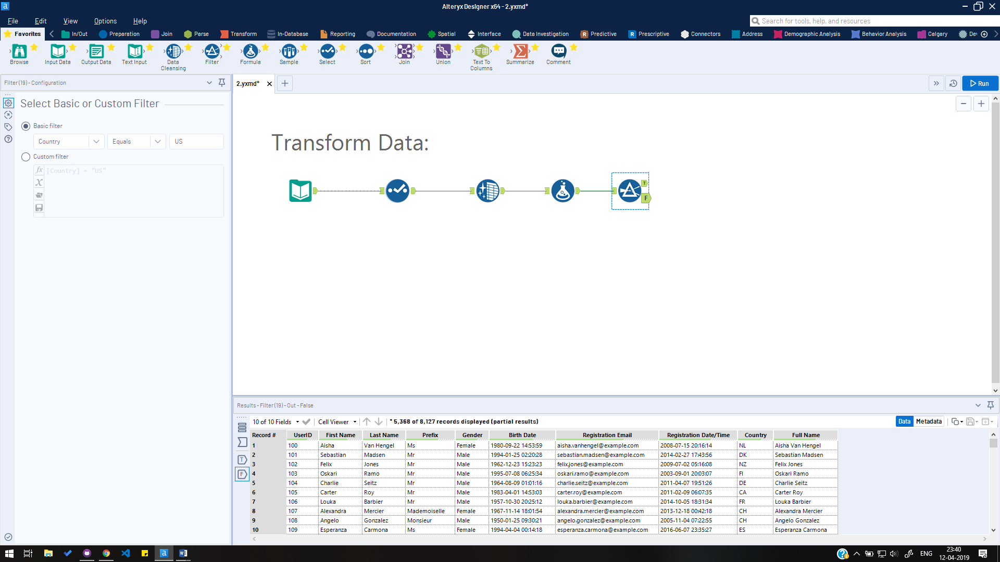 Alteryx Designer x64 - 2.yxmd*
File Edit View Options Help
Search for tools, help, and resources
Favorites In/Out Preparation Join Parse Transform In-Database Reporting Documentation Spatial Interface Data Investigation Predictive Prescriptive Connectors Address Demographic Analysis Behavior Analysis Calgary De
Browse Input Data Output Data Text Input Data Cleansing Filter Formula Sample Select Sort Join Union Text To Columns Summarize Comment
Filter (19) - Configuration
2.yxmd*
Run
Select Basic or Custom Filter
Basic filter
Country Equals US
Custom filter
[Country] = "US"
Transform Data:
T
F
Results - Filter (19) - Out - False
10 of 10 Fields Cell Viewer * 5,368 of 8,127 records displayed (partial results) Data Metadata
Record # UserID First Name Last Name Prefix Gender Birth Date Registration Email Registration Date/Time Country Full Name
1 100 Aisha Van Hengel Ms Female 1980-09-22 14:53:59 aisha.vanhengel@example.com 2008-07-15 20:16:14 NL Aisha Van Hengel
2 101 Sebastian Madsen Mr Male 1994-01-25 02:20:28 sebastian.madsen@example.com 2014-02-27 17:43:56 DK Sebastian Madsen
3 102 Felix Jones Mr Male 1962-12-23 15:23:23 felix.jones@example.com 2009-07-02 05:16:08 NZ Felix Jones
4 103 Oskari Ramo Mr Male 1995-07-08 06:25:34 oskari.ramo@example.com 2003-09-01 20:03:07 FI Oskari Ramo
5 104 Charlie Seitz Mr Male 1964-08-09 01:01:16 charlie.seitz@example.com 2011-04-07 19:51:26 DE Charlie Seitz
6 105 Carter Roy Mr Male 1983-04-01 14:53:03 carter.roy@example.com 2011-02-09 06:07:35 CA Carter Roy
7 106 Louka Barbier Mr Male 1957-10-30 20:25:12 louka.barbier@example.com 2014-10-05 18:31:34 FR Louka Barbier
8 107 Alexandra Mercier Mademoiselle Female 1967-11-14 18:01:54 alexandra.mercier@example.com 2013-12-18 00:42:18 CH Alexandra Mercier
9 108 Angelo Gonzalez Monsieur Male 1950-01-25 09:30:21 angelo.gonzalez@example.com 2005-11-04 07:22:55 CH Angelo Gonzalez
10 109 Esperanza Carmona Ms Female 1994-04-04 00:14:18 esperanza.carmona@example.com 2016-06-07 23:35:27 ES Esperanza Carmona
T
F
ENG
23:40
12-04-2019